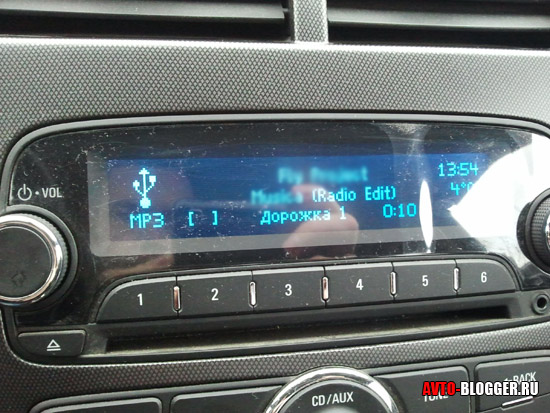 Fly Project
13:54
Musica (Radio Edit)
4°
MP3 [ ] Дорожка 1 0:10
VOL
1 2 3 4 5 6
CD/AUX
TUNE
BACK
AVTO-BLOGGER.RU